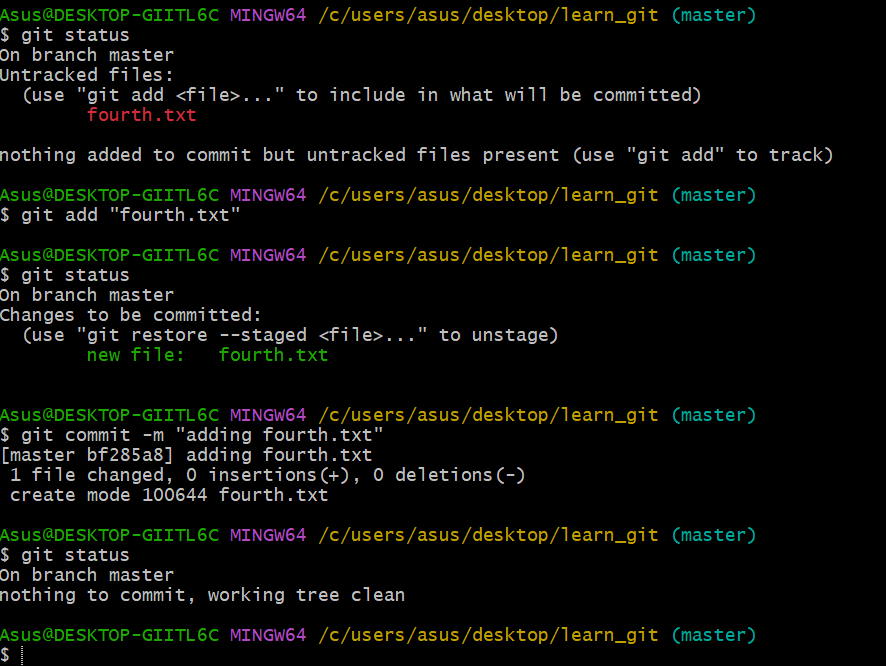 Asus@DESKTOP-GIITL6C MINGW64 /c/users/asus/desktop/learn_git (master)
$ git status
On branch master
Untracked files:
  (use "git add <file>..." to include in what will be committed)
        fourth.txt

nothing added to commit but untracked files present (use "git add" to track)

Asus@DESKTOP-GIITL6C MINGW64 /c/users/asus/desktop/learn_git (master)
$ git add "fourth.txt"

Asus@DESKTOP-GIITL6C MINGW64 /c/users/asus/desktop/learn_git (master)
$ git status
On branch master
Changes to be committed:
  (use "git restore --staged <file>..." to unstage)
        new file:   fourth.txt


Asus@DESKTOP-GIITL6C MINGW64 /c/users/asus/desktop/learn_git (master)
$ git commit -m "adding fourth.txt"
[master bf285a8] adding fourth.txt
 1 file changed, 0 insertions(+), 0 deletions(-)
 create mode 100644 fourth.txt

Asus@DESKTOP-GIITL6C MINGW64 /c/users/asus/desktop/learn_git (master)
$ git status
On branch master
nothing to commit, working tree clean

Asus@DESKTOP-GIITL6C MINGW64 /c/users/asus/desktop/learn_git (master)
$